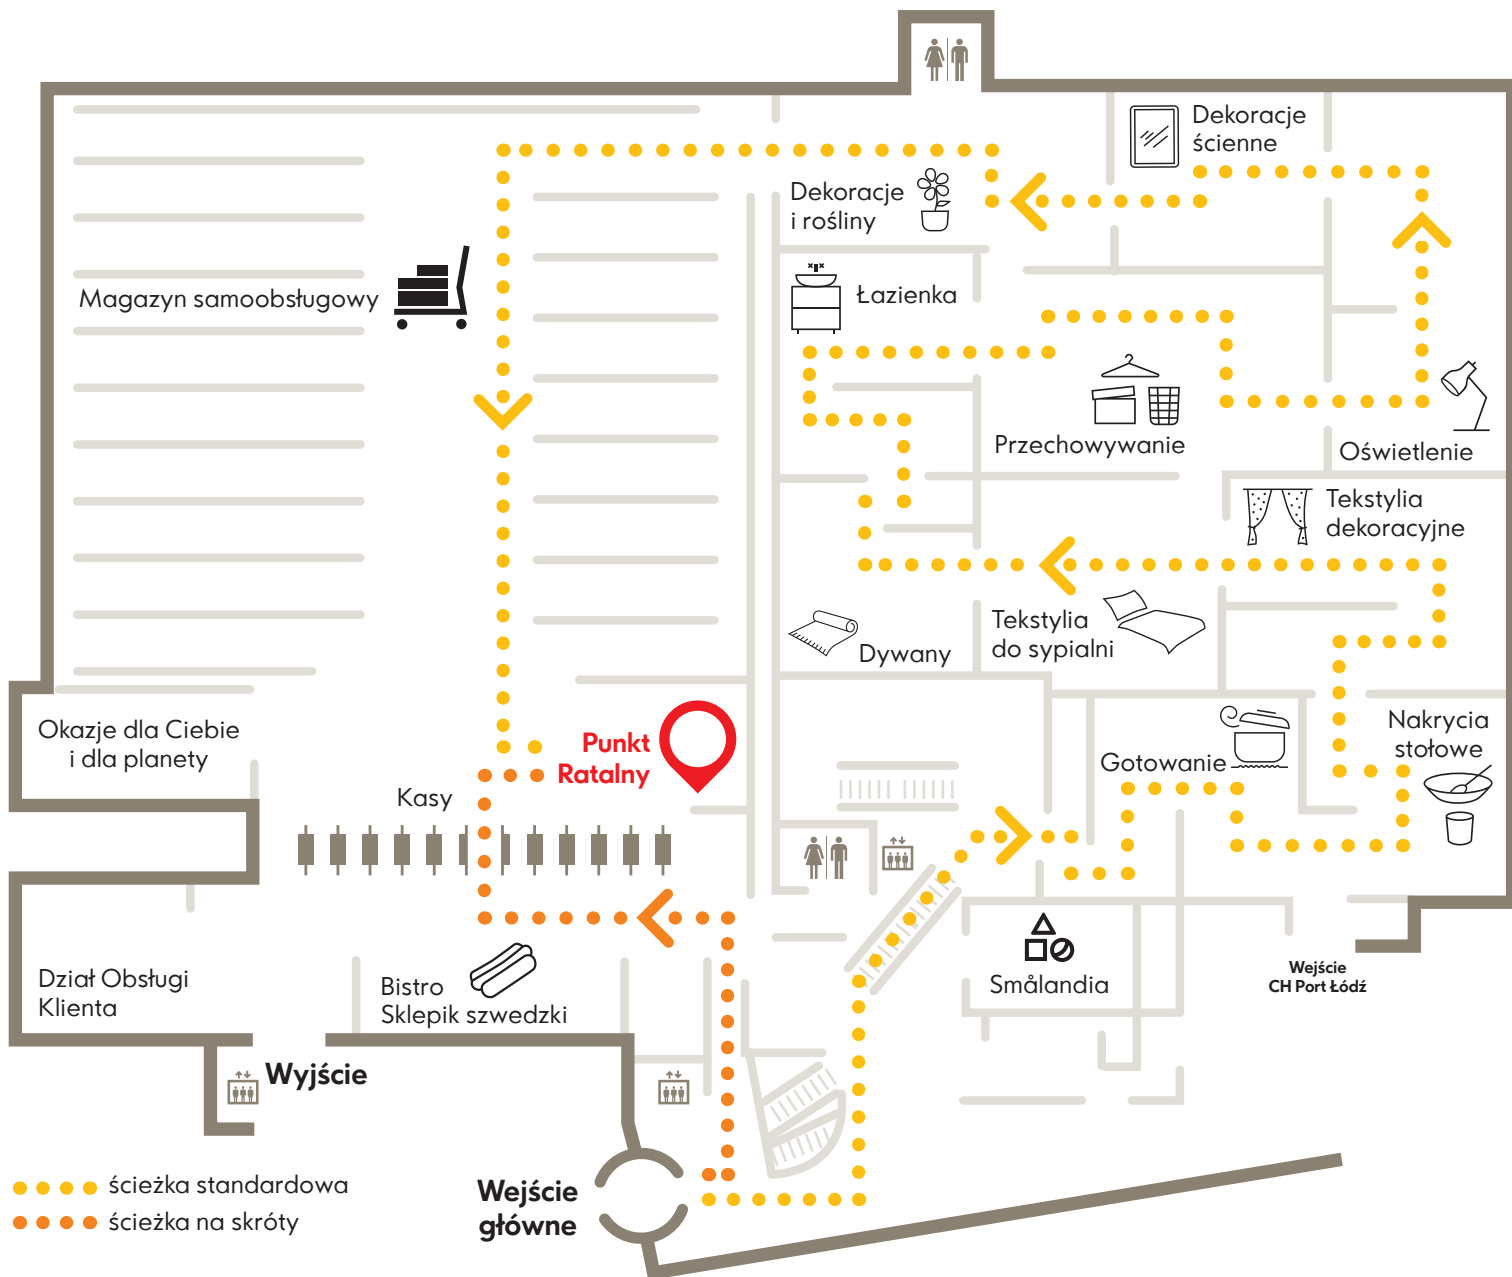 Dekoracje
ścienne
Dekoracje
i rośliny
Magazyn samoobsługowy
Łazienka
Przechowywanie
Oświetlenie
Tekstylia
dekoracyjne
Tekstylia
do sypialni
Dywany
Okazje dla Ciebie
i dla planety
Punkt
Ratalny
Nakrycia
stołowe
Gotowanie
Kasy
Dział Obsługi
Klienta
Bistro
Sklepik szwedzki
Smålandia
Wejście
CH Port Łódź
Wyjście
Wejście
główne
ścieżka standardowa
ścieżka na skróty